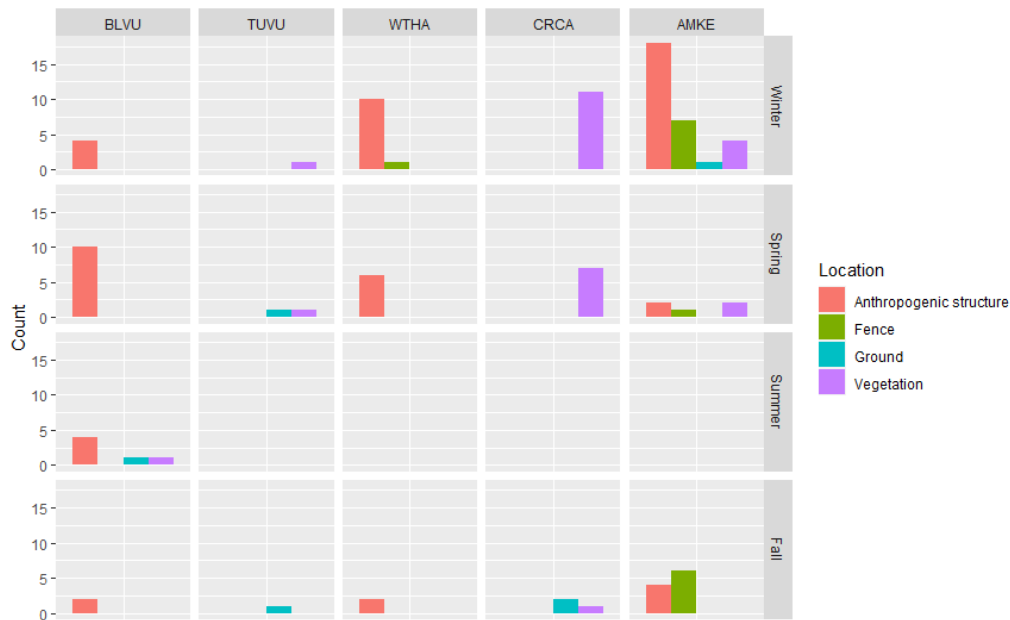 BLVU TUVU WTHA CRCA AMKE
15
10
5
0
Winter
15
10
5
0
Spring
Count
15
10
5
0
Summer
15
10
5
0
Fall
Location
Anthropogenic structure
Fence
Ground
Vegetation